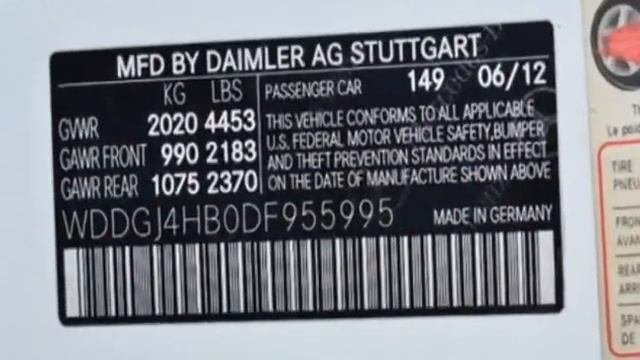 MFD BY DAIMLER AG STUTTGART
KG LBS
GVWR 2020 4453
GAWR FRONT 990 2183
GAWR REAR 1075 2370
PASSENGER CAR 149 06/12
THIS VEHICLE CONFORMS TO ALL APPLICABLE
U.S. FEDERAL MOTOR VEHICLE SAFETY,BUMPER
AND THEFT PREVENTION STANDARDS IN EFFECT
ON THE DATE OF MANUFACTURE SHOWN ABOVE
WDDGJ4HB0DF955995
MADE IN GERMANY
Le
TIRE